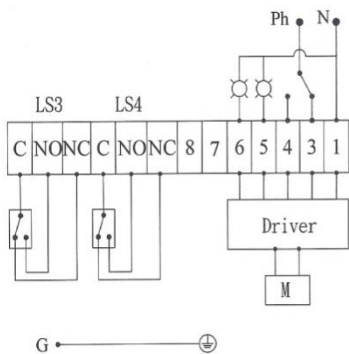 Ph N
LS3 LS4
C NO NC C NO NC 8 7 6 5 4 3 1
Driver
M
G